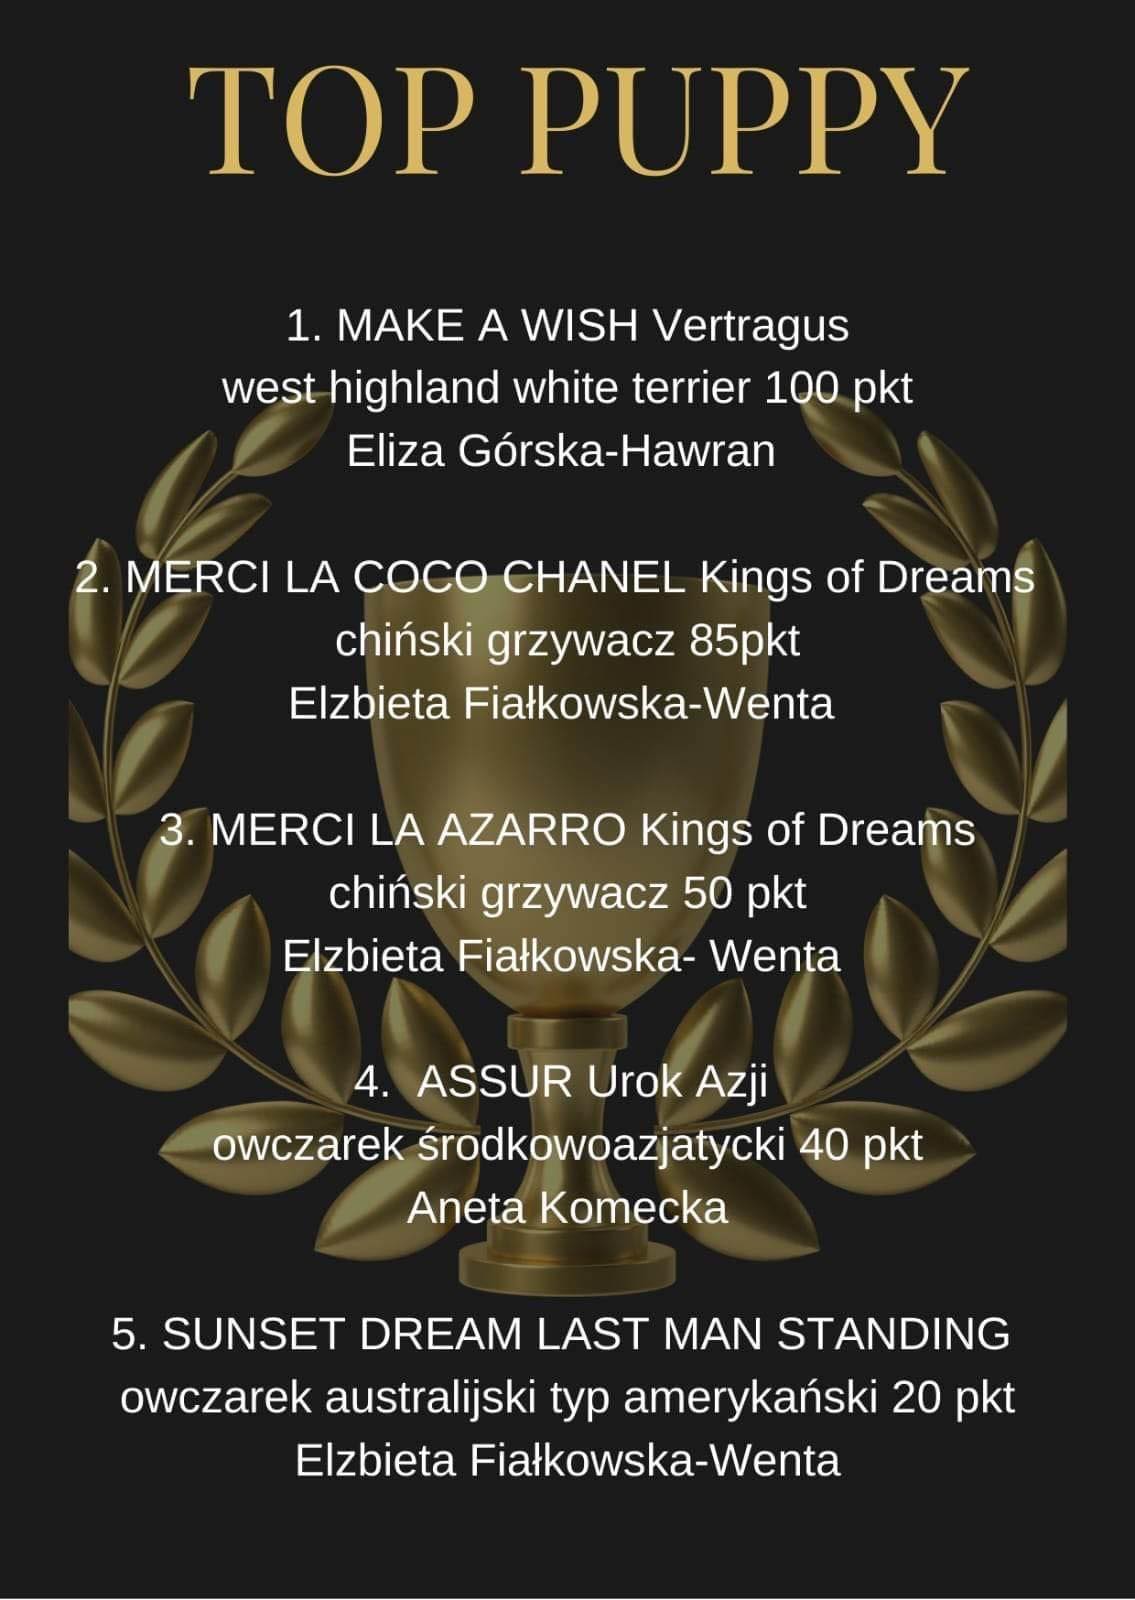 TOP PUPPY
1. MAKE A WISH Vertragus
west highland white terrier 100 pkt
Eliza Górska-Hawran
2. MERCI LA COCO CHANEL Kings of Dreams
chiński grzywacz 85pkt
Elzbieta Fiałkowska-Wenta
3. MERCI LA AZARRO Kings of Dreams
chiński grzywacz 50 pkt
Elzbieta Fiałkowska- Wenta
4.  ASSUR Urok Azji
owczarek środkowoazjatycki 40 pkt
Aneta Komecka
5. SUNSET DREAM LAST MAN STANDING
owczarek australijski typ amerykański 20 pkt
Elzbieta Fiałkowska-Wenta